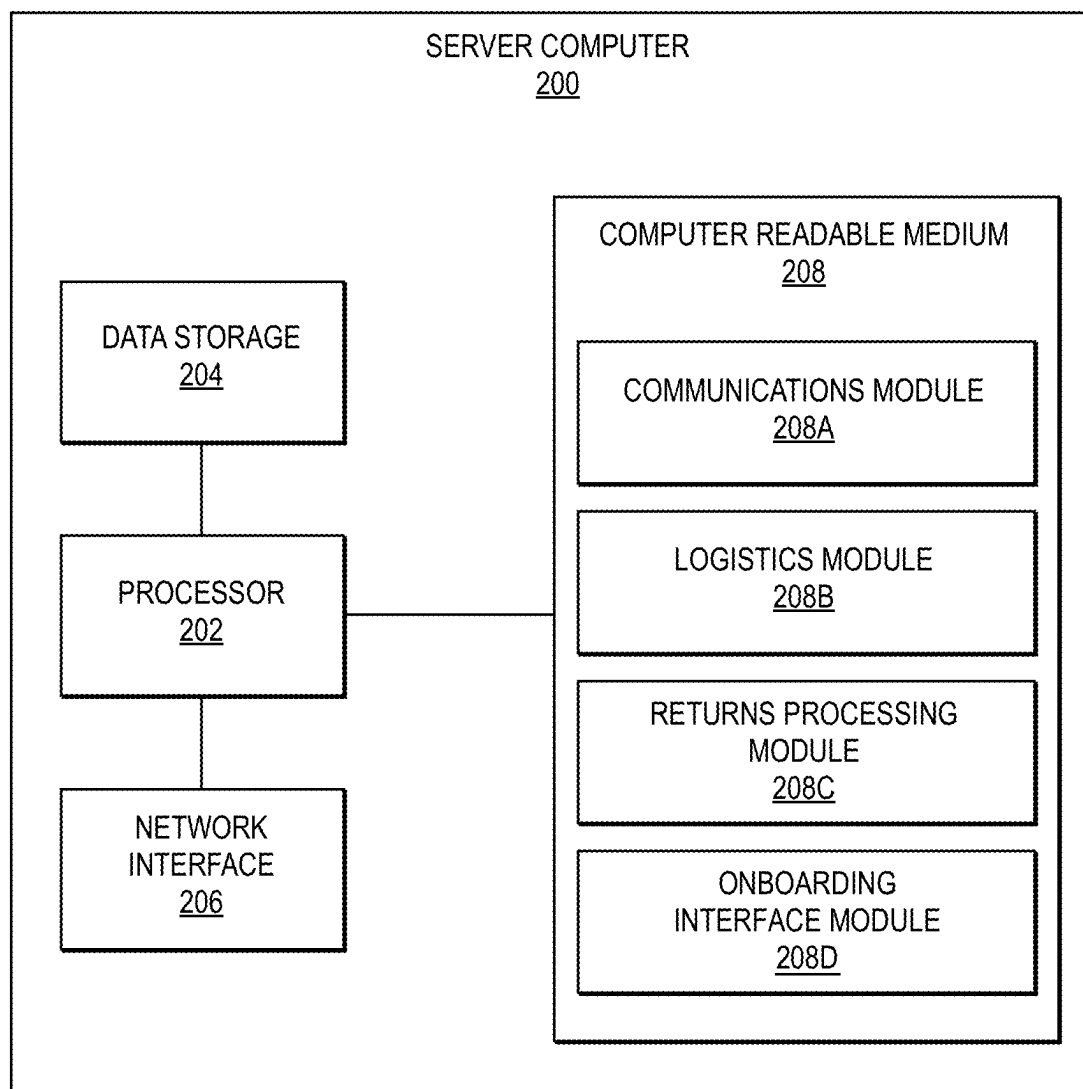 SERVER COMPUTER
200
DATA STORAGE
204
PROCESSOR
202
NETWORK
INTERFACE
206
COMPUTER READABLE MEDIUM
208
COMMUNICATIONS MODULE
208A
LOGISTICS MODULE
208B
RETURNS PROCESSING
MODULE
208C
ONBOARDING
INTERFACE MODULE
208D